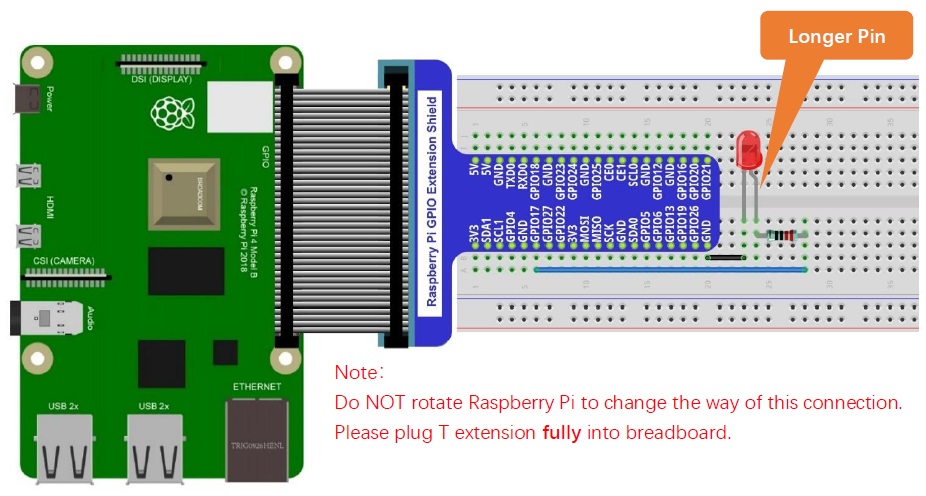 Longer Pin
DSI (DISPLAY)
Power
HDMI
CSI (CAMERA)
Audio
USB 2x
USB 2x
ETHERNET
TRIG0926HENL
BROADCOM
GPIO
Raspberry Pi 4 Model B
© Raspberry Pi 2018
Raspberry Pi GPIO Extension Shield
5V
5V
GND
TXD0
RXD0
GPIO18
GND
GPIO23
GPIO24
GND
GPIO25
CE0
CE1
SCL0
GND
GPIO12
GND
GPIO16
GPIO20
GPIO21
3V3
SDA1
SCL1
GPIO4
GND
GPIO17
GPIO27
GPIO22
3V3
MOSI
MISO
SCK
GND
SDA0
GPIO5
GPIO6
GPIO13
GPIO19
GPIO26
GND
Note:
Do NOT rotate Raspberry Pi to change the way of this connection.
Please plug T extension fully into breadboard.